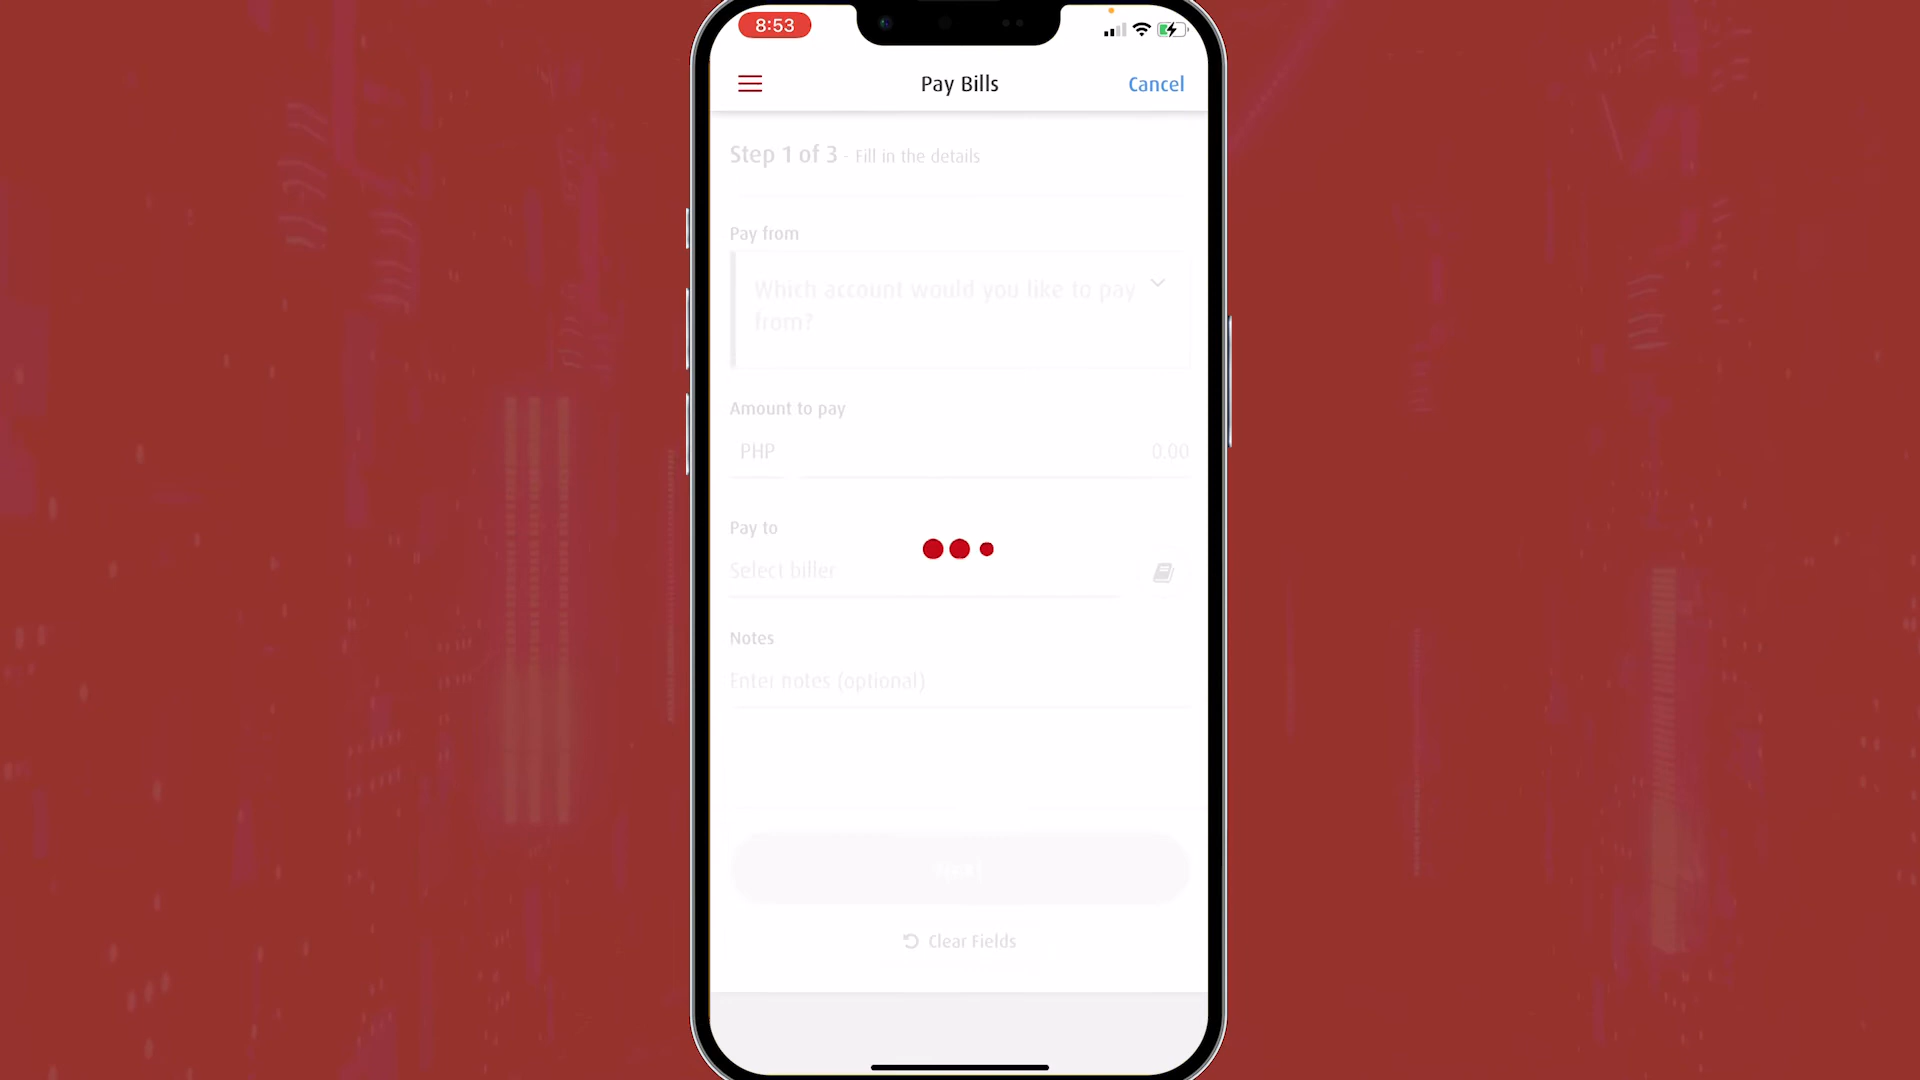 8:53
Pay Bills
Cancel
Step 1 of 3 - Fill in the details
Pay from
Which account would you like to pay
from?
Amount to pay
PHP
0.00
Pay to
Select biller
Notes
Enter notes (optional)
Next
Clear Fields